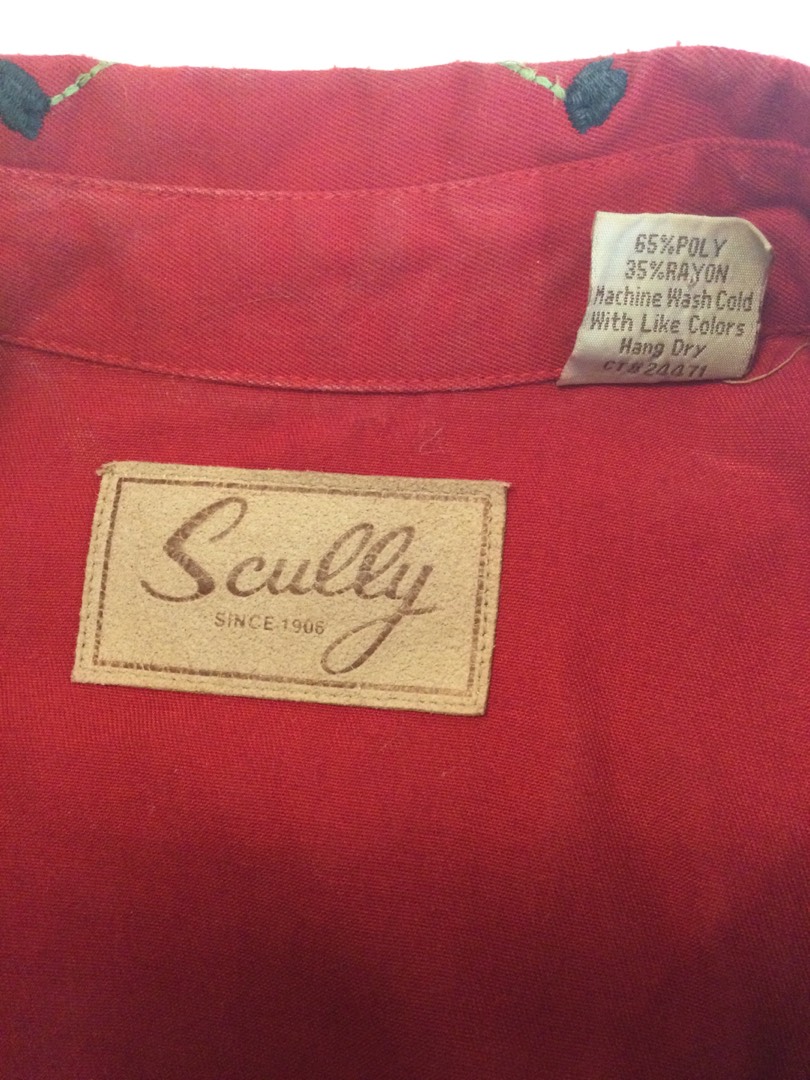 65%POLY
35%RAYON
Machine Wash Cold
With Like Colors
Hang Dry
CT# 24471
Scully
SINCE 1906